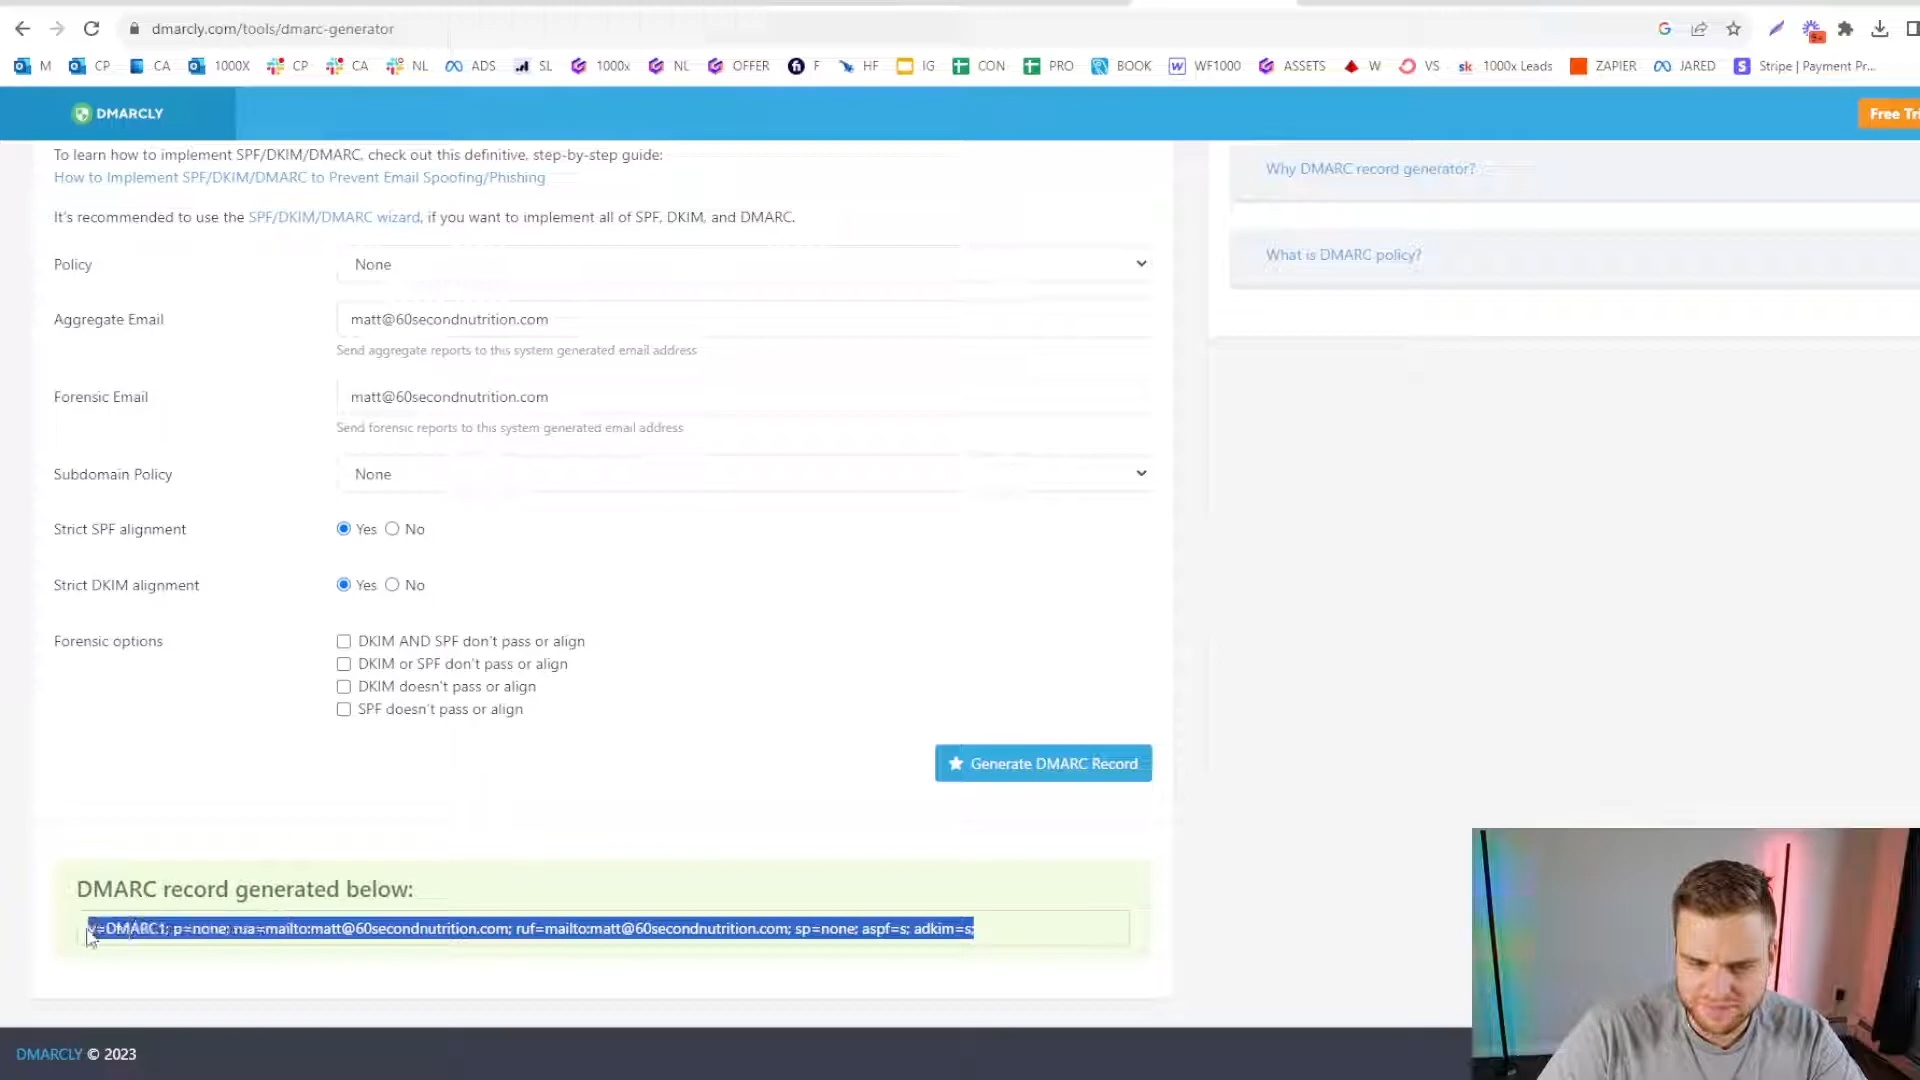 dmarcly.com/tools/dmarc-generator
M CP CA 1000X CP CA NL ADS SL 1000x NL OFFER F HF IG CON PRO BOOK WF1000 ASSETS W VS 1000x Leads ZAPIER JARED Stripe | Payment Pr...
DMARCLY
Free Tri
To learn how to implement SPF/DKIM/DMARC, check out this definitive, step-by-step guide:
How to Implement SPF/DKIM/DMARC to Prevent Email Spoofing/Phishing
It's recommended to use the SPF/DKIM/DMARC wizard, if you want to implement all of SPF, DKIM, and DMARC.
Why DMARC record generator?
What is DMARC policy?
Policy None
Aggregate Email matt@60secondnutrition.com
Send aggregate reports to this system generated email address
Forensic Email matt@60secondnutrition.com
Send forensic reports to this system generated email address
Subdomain Policy None
Strict SPF alignment Yes No
Strict DKIM alignment Yes No
Forensic options DKIM AND SPF don't pass or align
DKIM or SPF don't pass or align
DKIM doesn't pass or align
SPF doesn't pass or align
Generate DMARC Record
DMARC record generated below:
v=DMARC1; p=none; rua=mailto:matt@60secondnutrition.com; ruf=mailto:matt@60secondnutrition.com; sp=none; aspf=s; adkim=s;
DMARCLY © 2023